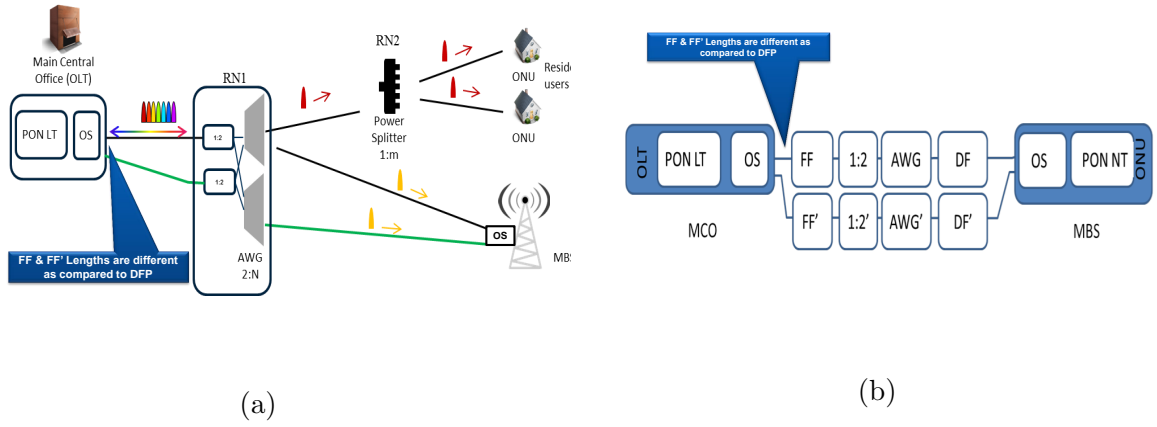 Main Central
Office (OLT)
PON LT
OS
RN1
1:2
1:2
AWG
2:N
RN2
Power
Splitter
1:m
ONU
Reside
users
ONU
OS
MBS
FF & FF' Lengths are different
as compared to DFP
(a)
FF & FF' Lengths are different as
compared to DFP
OLT
PON LT
OS
FF
1:2
AWG
DF
OS
PON NT
ONU
FF'
1:2'
AWG'
DF'
MCO
MBS
(b)